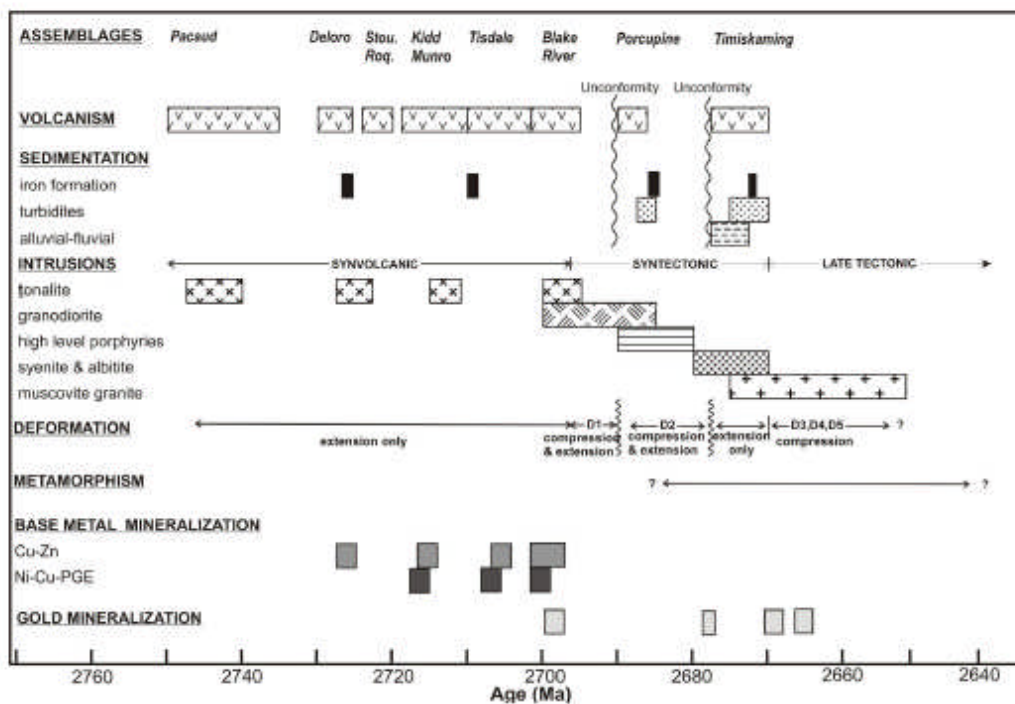 ASSEMBLAGES Pacaud Deloro Stou. Kidd Tisdale Blake Porcupine Timiskaming
Roq. Munro River
Unconformity Unconformity
VOLCANISM
SEDIMENTATION
iron formation
turbidites
alluvial-fluvial
INTRUSIONS SYNVOLCANIC SYNTECTONIC LATE TECTONIC
tonalite
granodiorite
high level porphyries
syenite & albitite
muscovite granite
DEFORMATION D1 D2 D3,D4,D5 ?
extension only compression compression extension compression
& extension & extension only
METAMORPHISM ? ?
BASE METAL MINERALIZATION
Cu-Zn
Ni-Cu-PGE
GOLD MINERALIZATION
2760 2740 2720 2700 2680 2660 2640
Age (Ma)